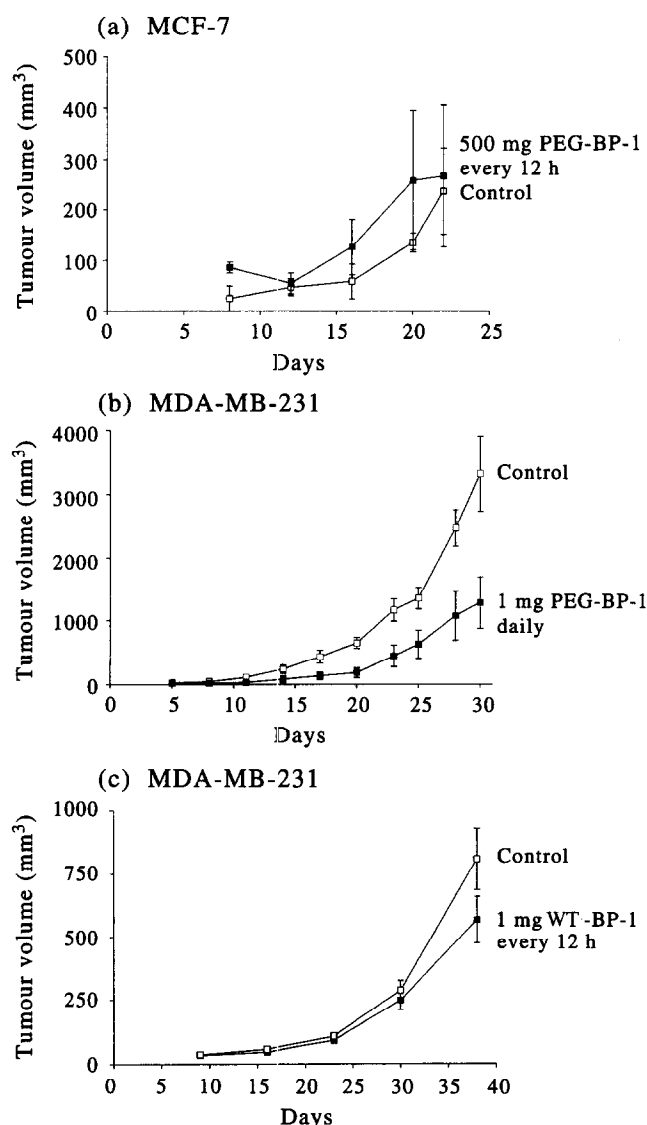 (a) MCF-7
Tumour volume (mm³)
500
400
300
200
100
0
500 mg PEG-BP-1
every 12 h
Control
0 5 10 15 20 25
Days
(b) MDA-MB-231
Tumour volume (mm³)
4000
3000
2000
1000
0
Control
1 mg PEG-BP-1
daily
0 5 10 15 20 25 30
Days
(c) MDA-MB-231
Tumour volume (mm³)
1000
750
500
250
0
Control
1 mg WT-BP-1
every 12 h
0 5 10 15 20 25 30 35 40
Days